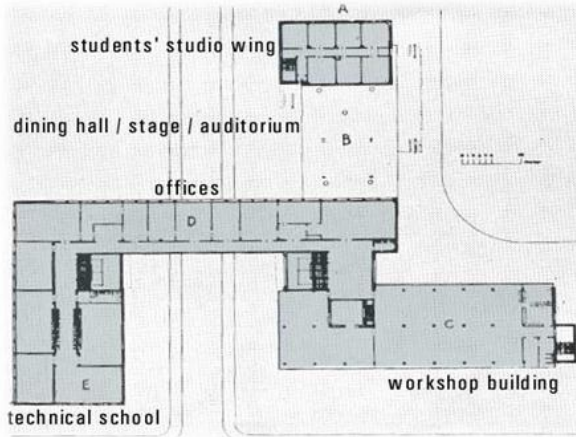 A
students' studio wing
dining hall / stage / auditorium
B
offices
D
C
workshop building
E
technical school